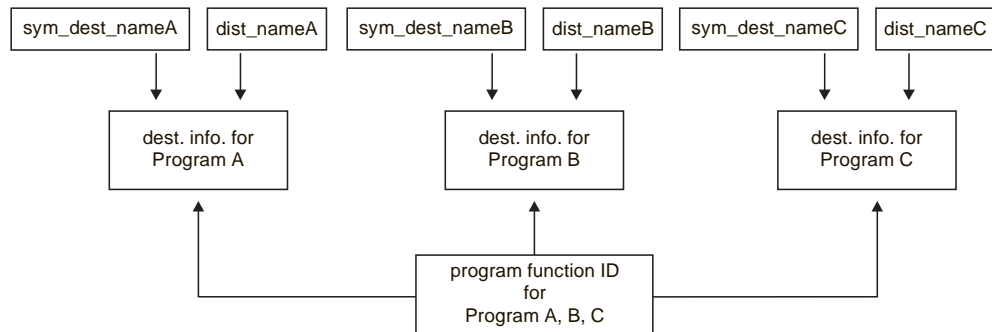 sym_dest_nameA
dist_nameA
sym_dest_nameB
dist_nameB
sym_dest_nameC
dist_nameC
dest. info. for
Program A
dest. info. for
Program B
dest. info. for
Program C
program function ID
for
Program A, B, C